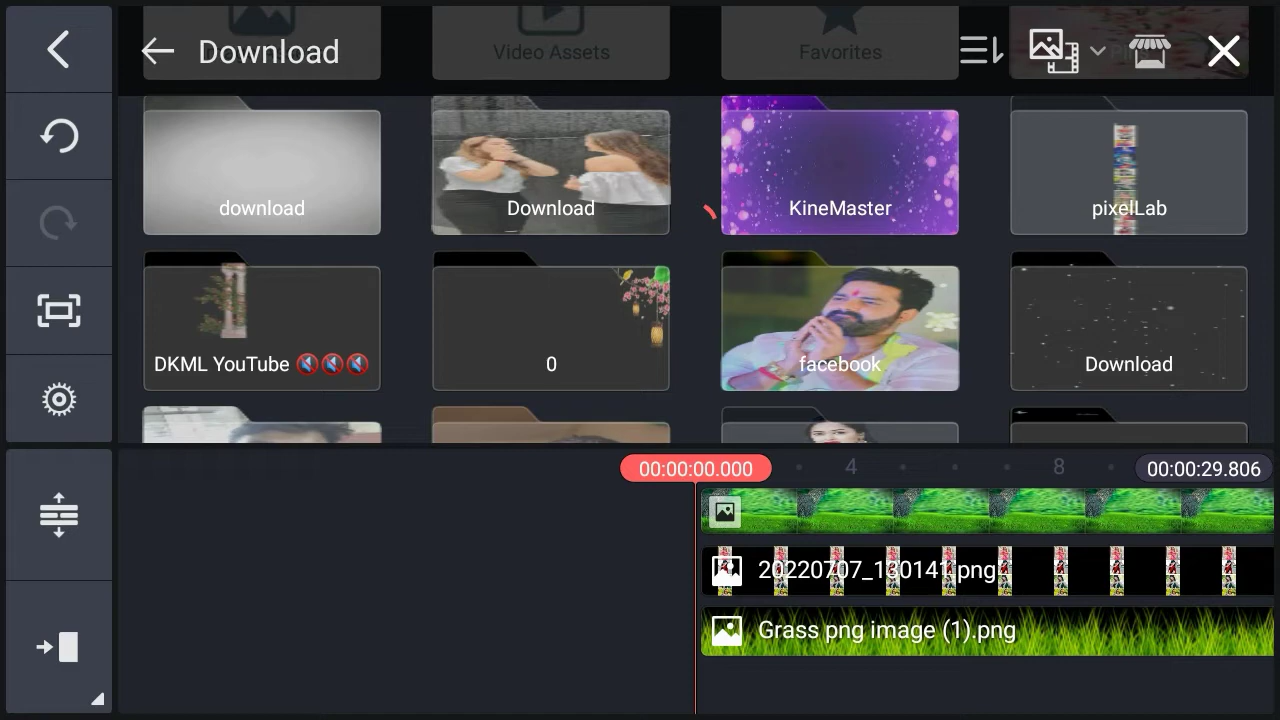 Download
Video Assets
Favorites
download
Download
KineMaster
pixelLab
DKML YouTube 🔇🔇🔇
0
facebook
Download
00:00:00.000
4
8
00:00:29.806
20220707_130141.png
Grass png image (1).png